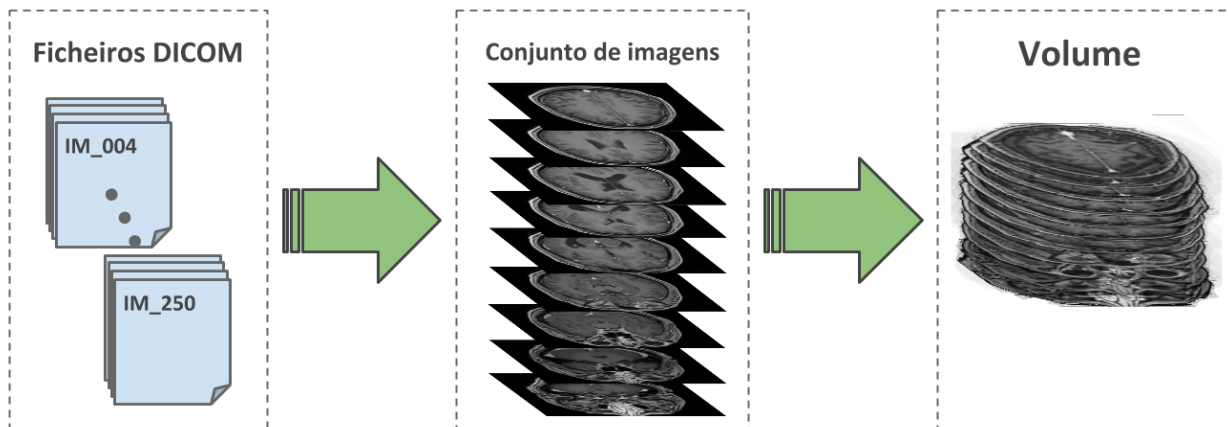 Ficheiros DICOM
IM_004
IM_250
Conjunto de imagens
Volume